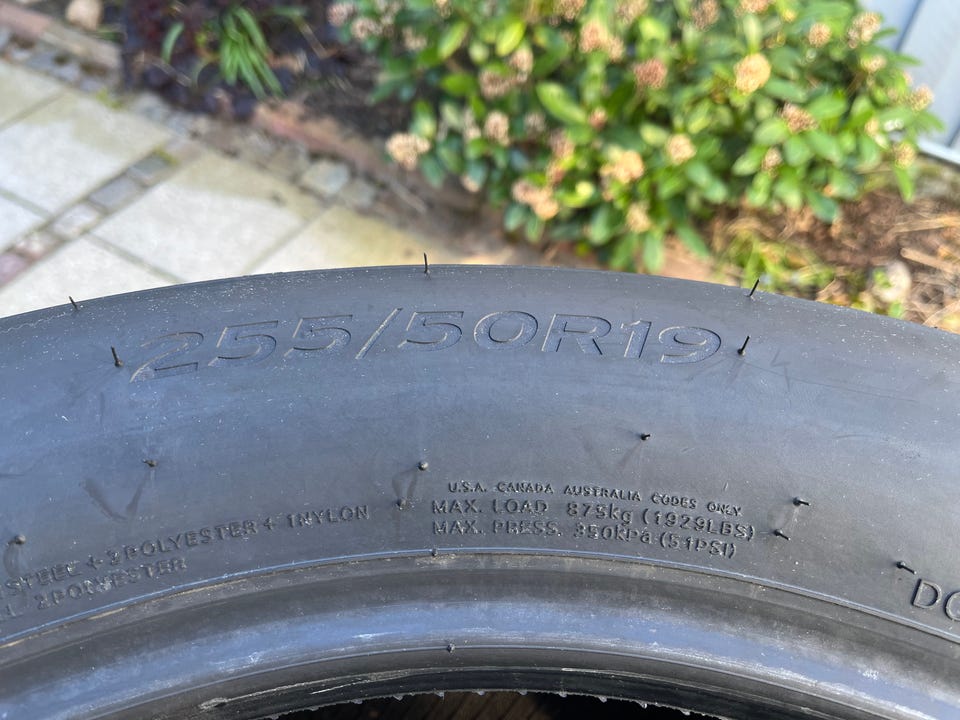 255/50R19
U.S.A. CANADA AUSTRALIA CODES ONLY
MAX. LOAD 875kg (1929LBS)
MAX. PRESS. 350kPa (51PSI)
STEEL + 2 POLYESTER + 1 NYLON
2 POLYESTER